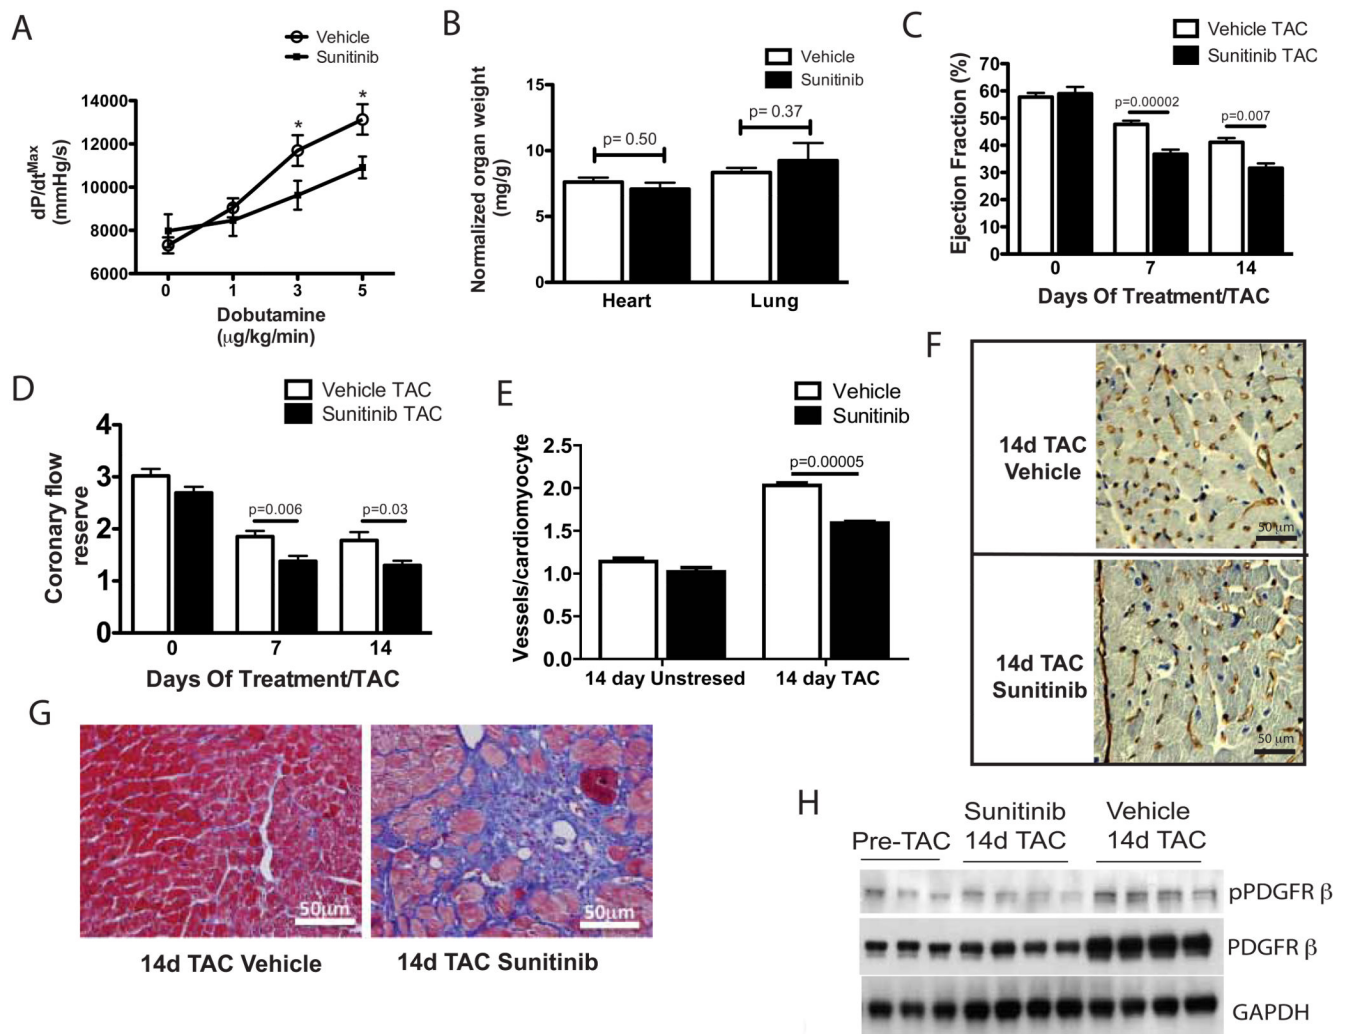 A
Vehicle
Sunitinib
14000
12000
10000
8000
6000
dP/dtMax
(mmHg/s)
*
*
0 1 3 5
Dobutamine
(µg/kg/min)
B
Vehicle
Sunitinib
Normalized organ weight
(mg/g)
15
10
5
0
p= 0.50
p= 0.37
Heart Lung
C
Vehicle TAC
Sunitinib TAC
Ejection Fraction (%)
70
60
50
40
30
20
10
0
p=0.00002
p=0.007
0 7 14
Days Of Treatment/TAC
D
Vehicle TAC
Sunitinib TAC
Coronary flow
reserve
4
3
2
1
0
p=0.006
p=0.03
0 7 14
Days Of Treatment/TAC
E
Vehicle
Sunitinib
Vessels/cardiomyocyte
2.5
2.0
1.5
1.0
0.5
0.0
p=0.00005
14 day Unstresed 14 day TAC
F
14d TAC
Vehicle
50 µm
14d TAC
Sunitinib
50 µm
G
50µm
50µm
14d TAC Vehicle
14d TAC Sunitinib
H
Pre-TAC
Sunitinib
14d TAC
Vehicle
14d TAC
pPDGFR β
PDGFR β
GAPDH